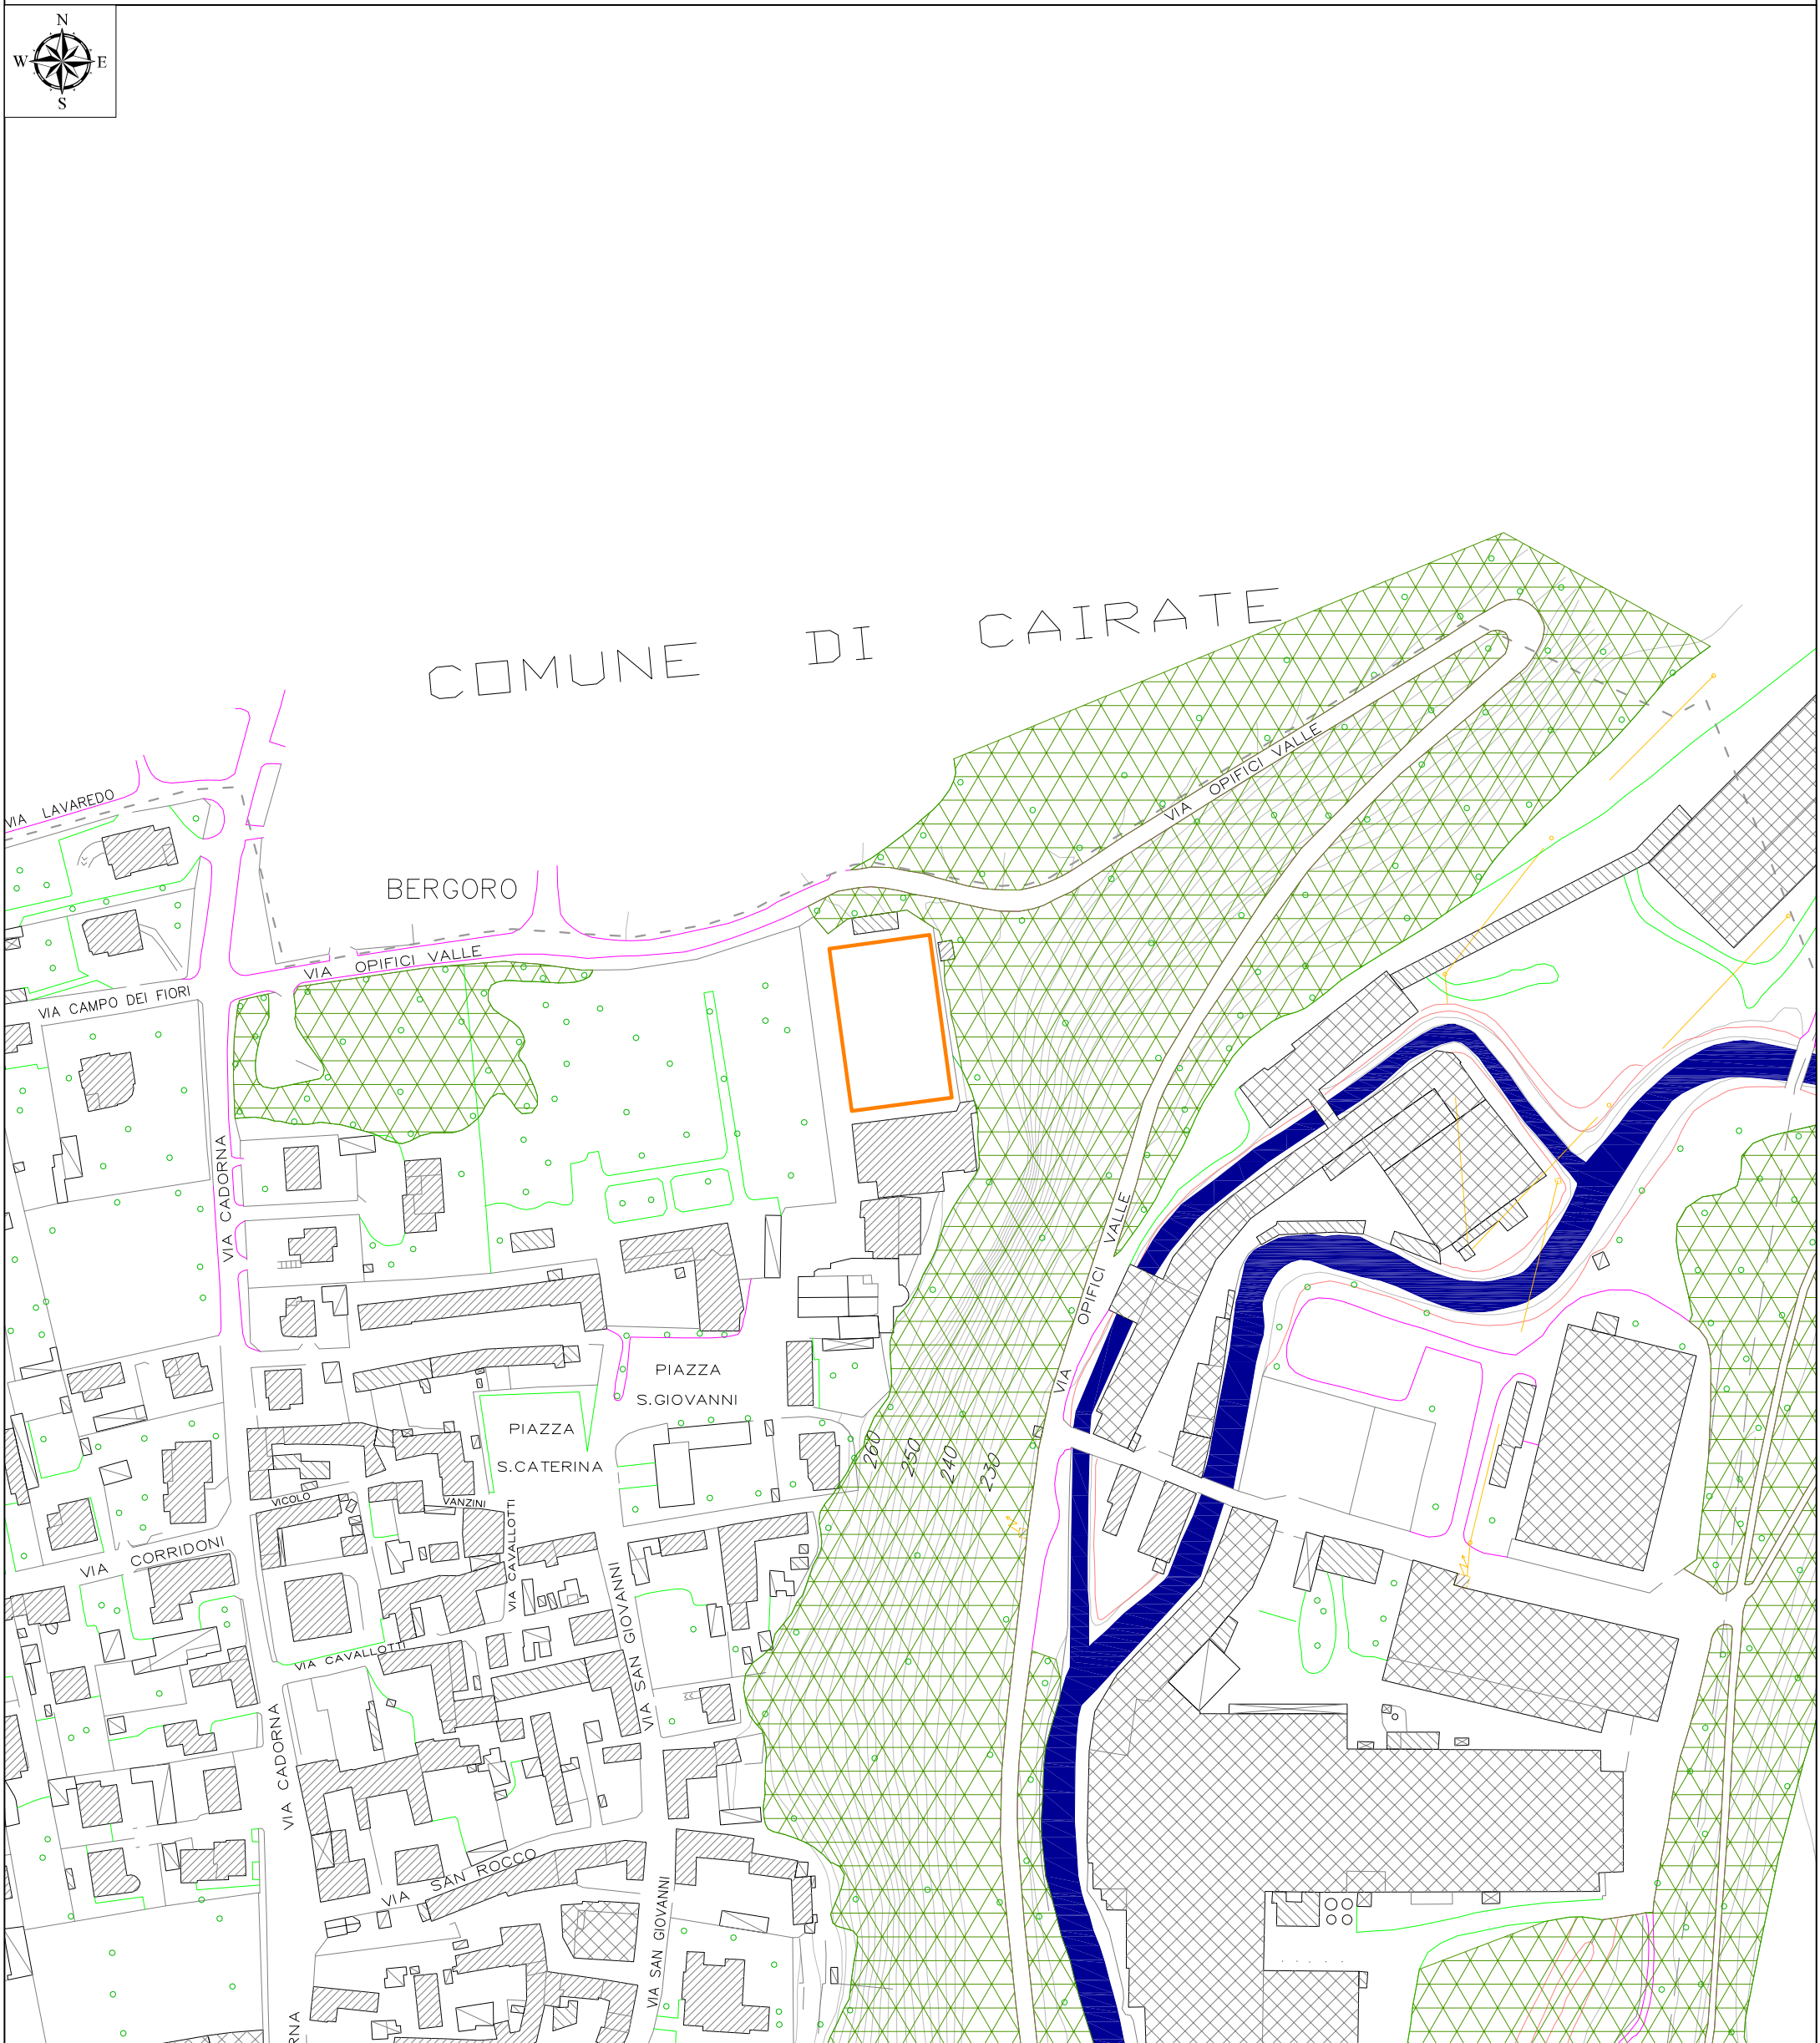 N
W E
S
COMUNE DI CAIRATE
VIA OPIFICI VALLE
VIA LAVAREDO
BERGORO
VIA OPIFICI VALLE
VIA CAMPO DEI FIORI
VIA CADORNA
VIA OPIFICI VALLE
PIAZZA
S.GIOVANNI
PIAZZA
S.CATERINA
260
250
240
230
VICOLO VANZINI
VIA CAVALLOTTI
VIA CORRIDONI
VIA SAN GIOVANNI
VIA CAVALLOTTI
VIA CADORNA
VIA SAN ROCCO
VIA SAN GIOVANNI
RNA